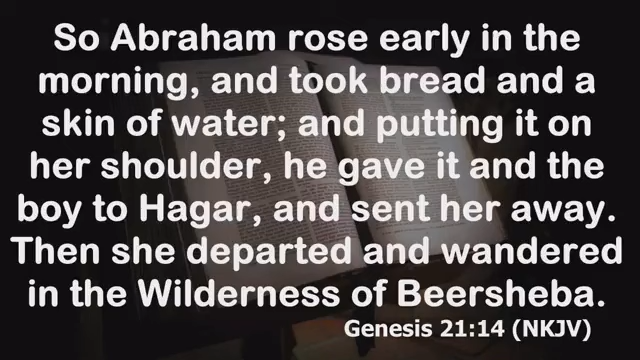 So Abraham rose early in the
morning, and took bread and a
skin of water; and putting it on
her shoulder, he gave it and the
boy to Hagar, and sent her away.
Then she departed and wandered
in the Wilderness of Beersheba.
Genesis 21:14 (NKJV)